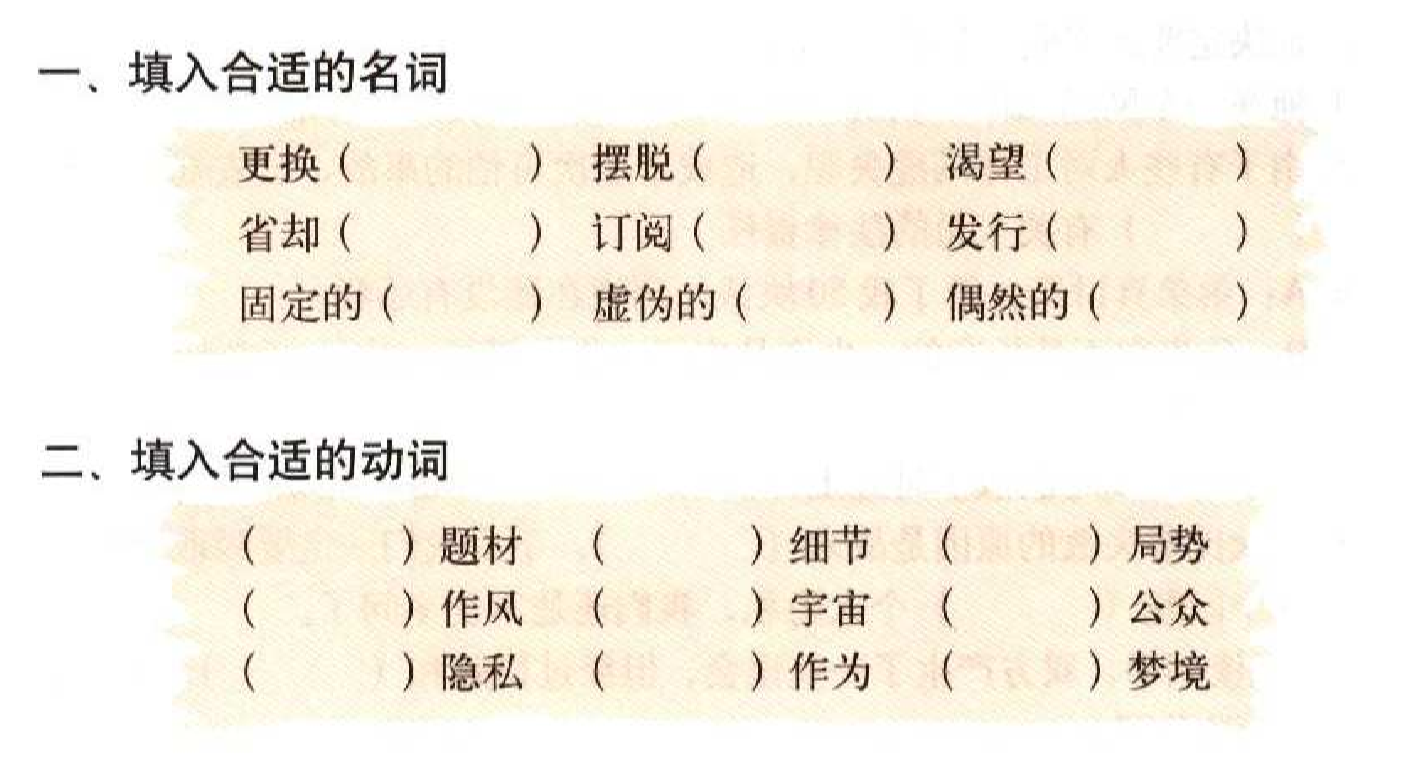 一、填入合适的名词
更换（ ） 摆脱（ ） 渴望（ ）
省却（ ） 订阅（ ） 发行（ ）
固定的（ ） 虚伪的（ ） 偶然的（ ）
二、填入合适的动词
（ ）题材 （ ）细节 （ ）局势
（ ）作风 （ ）宇宙 （ ）公众
（ ）隐私 （ ）作为 （ ）梦境